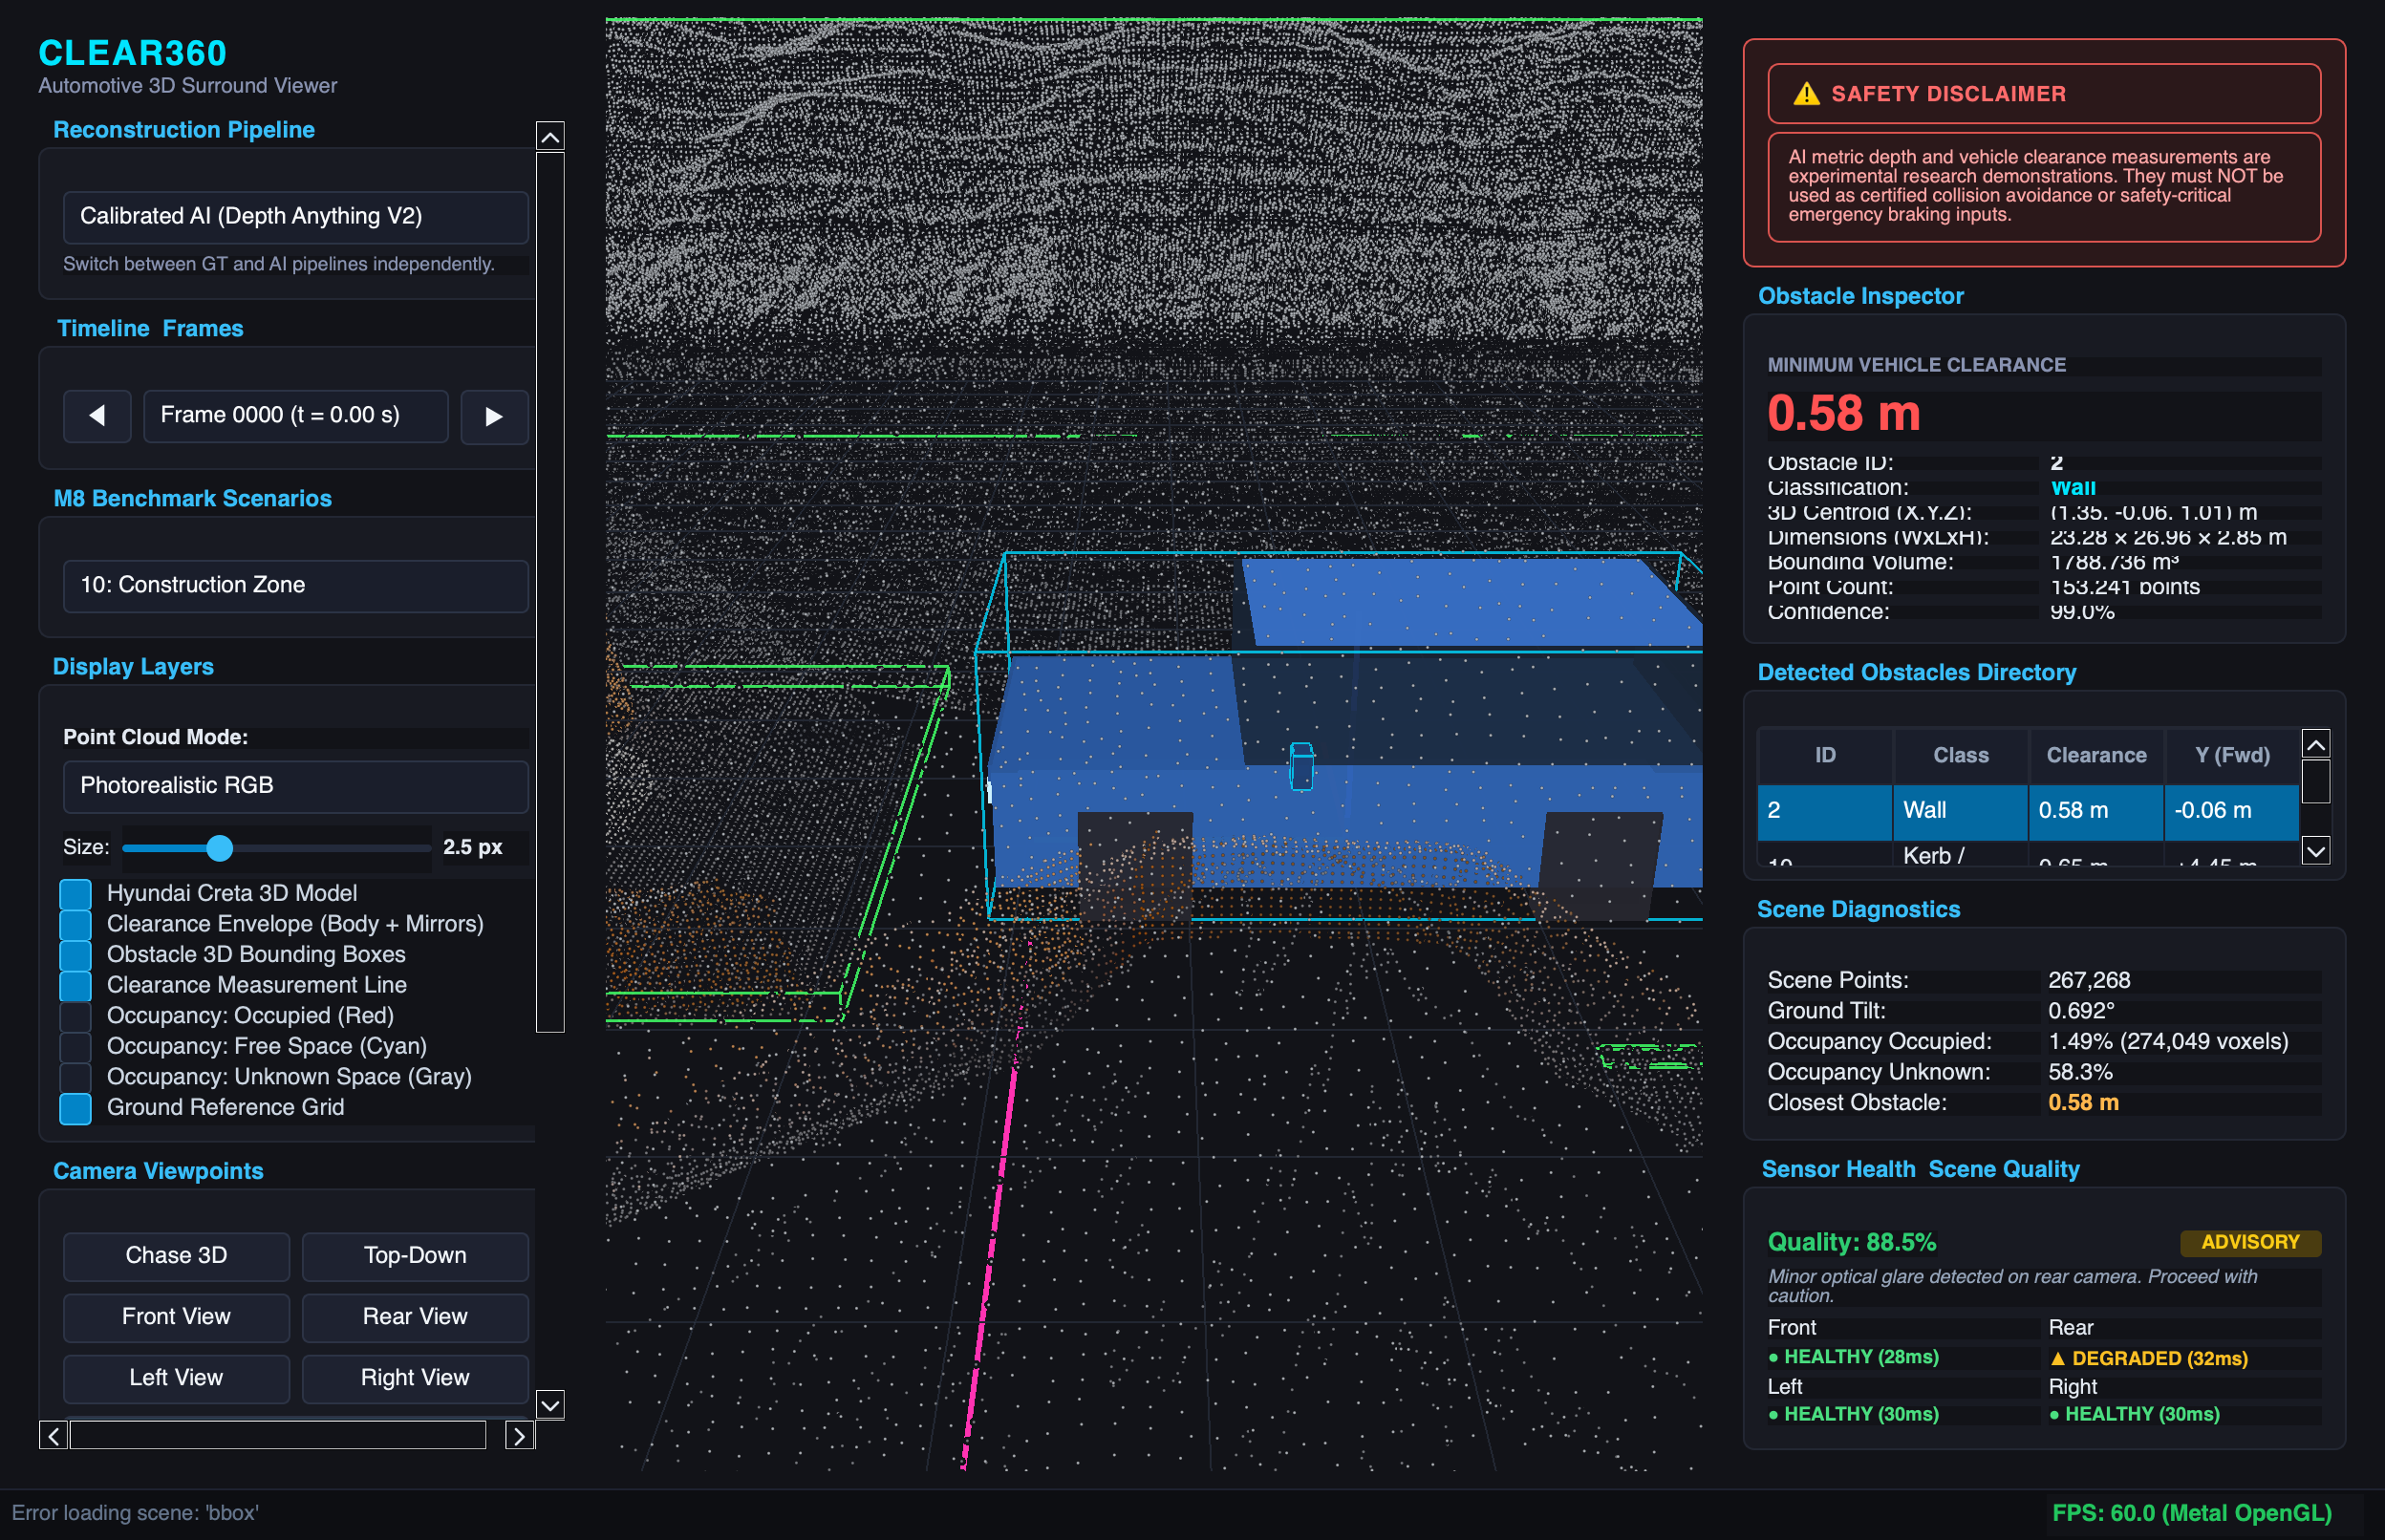 CLEAR360
Automotive 3D Surround Viewer
Reconstruction Pipeline
Calibrated AI (Depth Anything V2)
Switch between GT and AI pipelines independently.
Timeline  Frames
◀ Frame 0000 (t = 0.00 s) ▶
M8 Benchmark Scenarios
10: Construction Zone
Display Layers
Point Cloud Mode:
Photorealistic RGB
Size: 2.5 px
Hyundai Creta 3D Model
Clearance Envelope (Body + Mirrors)
Obstacle 3D Bounding Boxes
Clearance Measurement Line
Occupancy: Occupied (Red)
Occupancy: Free Space (Cyan)
Occupancy: Unknown Space (Gray)
Ground Reference Grid
Camera Viewpoints
Chase 3D Top-Down
Front View Rear View
Left View Right View
⚠ SAFETY DISCLAIMER
AI metric depth and vehicle clearance measurements are
experimental research demonstrations. They must NOT be
used as certified collision avoidance or safety-critical
emergency braking inputs.
Obstacle Inspector
MINIMUM VEHICLE CLEARANCE
0.58 m
Obstacle ID: 2
Classification: Wall
3D Centroid (X,Y,Z): (1.35, -0.06, 1.01) m
Dimensions (WxLxH): 23.28 × 26.96 × 2.85 m
Bounding Volume: 1788.736 m³
Point Count: 153,241 points
Confidence: 99.0%
Detected Obstacles Directory
ID Class Clearance Y (Fwd)
2 Wall 0.58 m -0.06 m
10 Kerb / 0.65 m +4.45 m
Scene Diagnostics
Scene Points: 267,268
Ground Tilt: 0.692°
Occupancy Occupied: 1.49% (274,049 voxels)
Occupancy Unknown: 58.3%
Closest Obstacle: 0.58 m
Sensor Health  Scene Quality
Quality: 88.5% ADVISORY
Minor optical glare detected on rear camera. Proceed with
caution.
Front Rear
● HEALTHY (28ms) ▲ DEGRADED (32ms)
Left Right
● HEALTHY (30ms) ● HEALTHY (30ms)
Error loading scene: 'bbox'
FPS: 60.0 (Metal OpenGL)